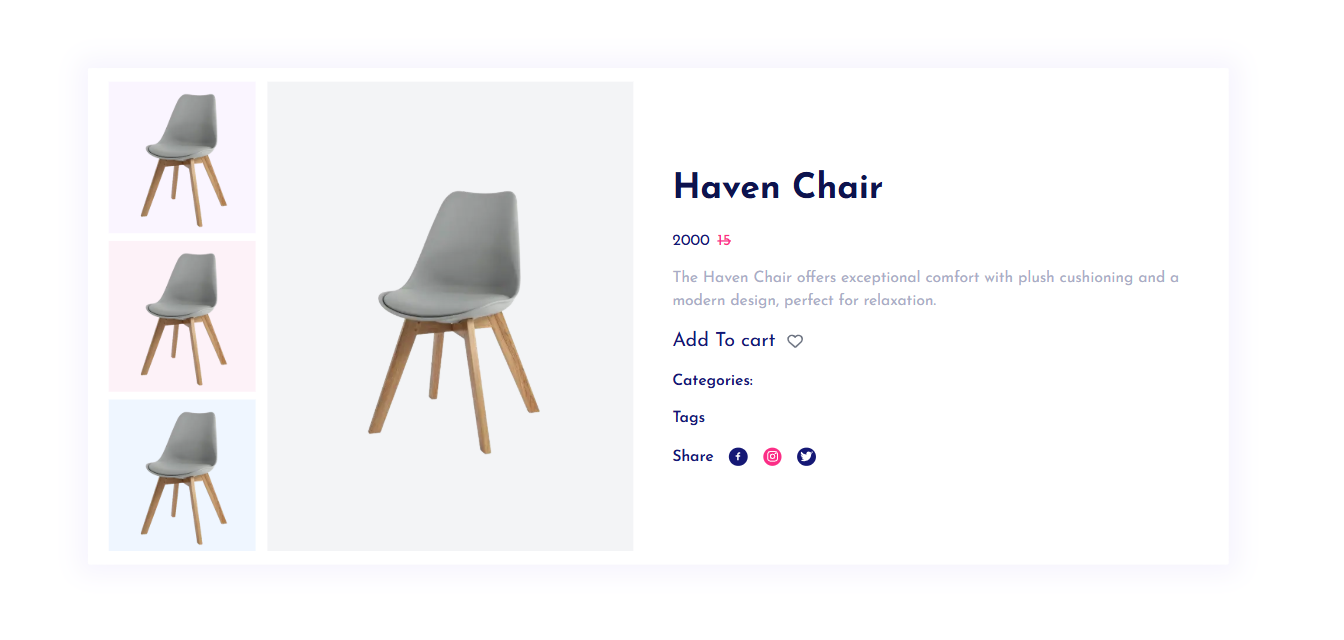 Haven Chair
2000 15
The Haven Chair offers exceptional comfort with plush cushioning and a
modern design, perfect for relaxation.
Add To cart
Categories:
Tags
Share